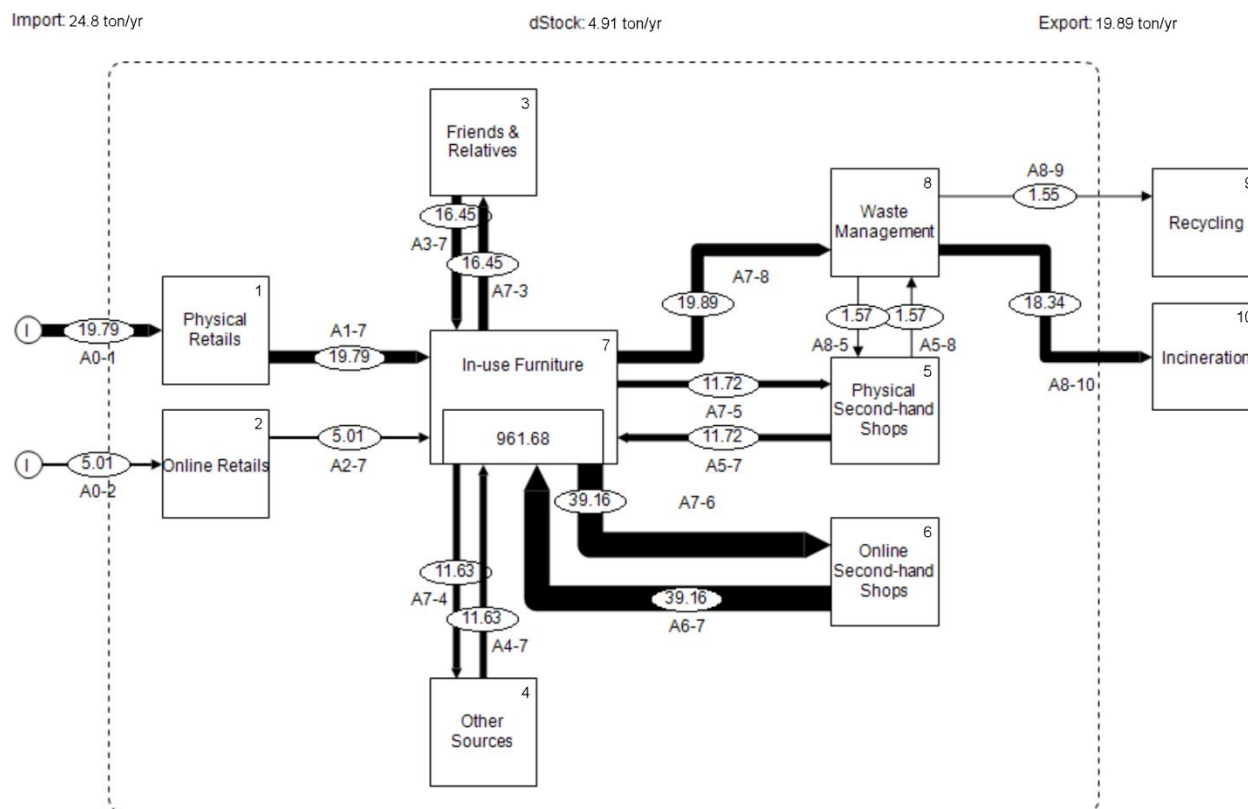 Import: 24.8 ton/yr
dStock: 4.91 ton/yr
Export: 19.89 ton/yr
3
Friends &
Relatives
16.45
A3-7
16.45
A7-3
I
19.79
A0-1
1
Physical
Retails
A1-7
19.79
I
5.01
A0-2
2
Online Retails
5.01
A2-7
7
In-use Furniture
961.68
11.63
A7-4
11.63
A4-7
4
Other
Sources
19.89
A7-8
8
Waste
Management
A8-9
1.55
9
Recycling
18.34
A8-10
10
Incineration
1.57
A8-5
1.57
A5-8
11.72
A7-5
11.72
A5-7
5
Physical
Second-hand
Shops
39.16
A7-6
39.16
A6-7
6
Online
Second-hand
Shops